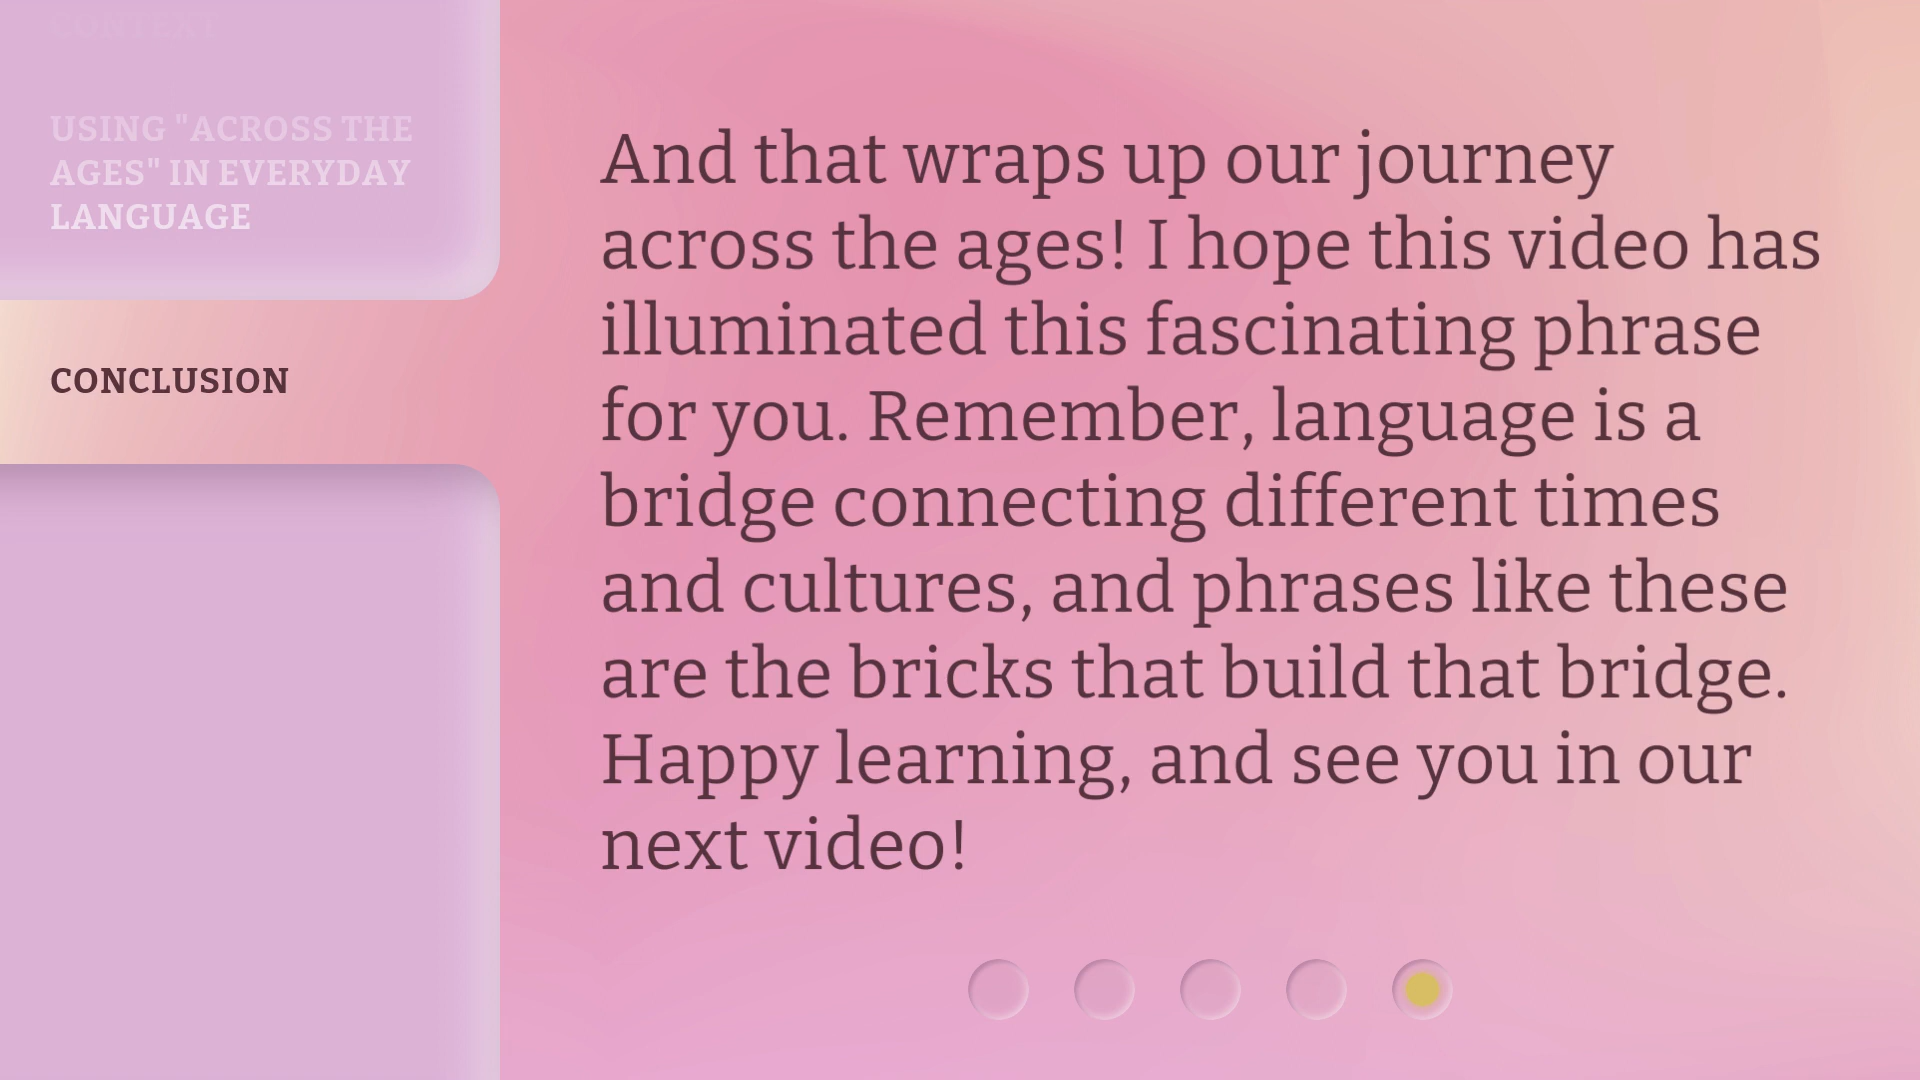 CONTEXT
USING "ACROSS THE
AGES" IN EVERYDAY
LANGUAGE
CONCLUSION
And that wraps up our journey
across the ages! I hope this video has
illuminated this fascinating phrase
for you. Remember, language is a
bridge connecting different times
and cultures, and phrases like these
are the bricks that build that bridge.
Happy learning, and see you in our
next video!